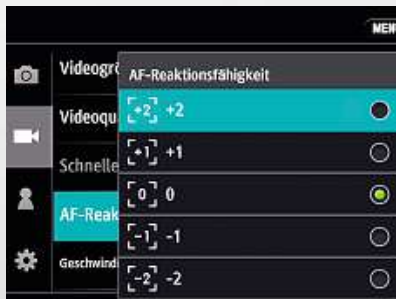 MENU
Videogrö
Videoqu
Schnelle
AF-Reak
Geschwind
AF-Reaktionsfähigkeit
[+2] +2
[+1] +1
[0] 0
[-1] -1
[-2] -2